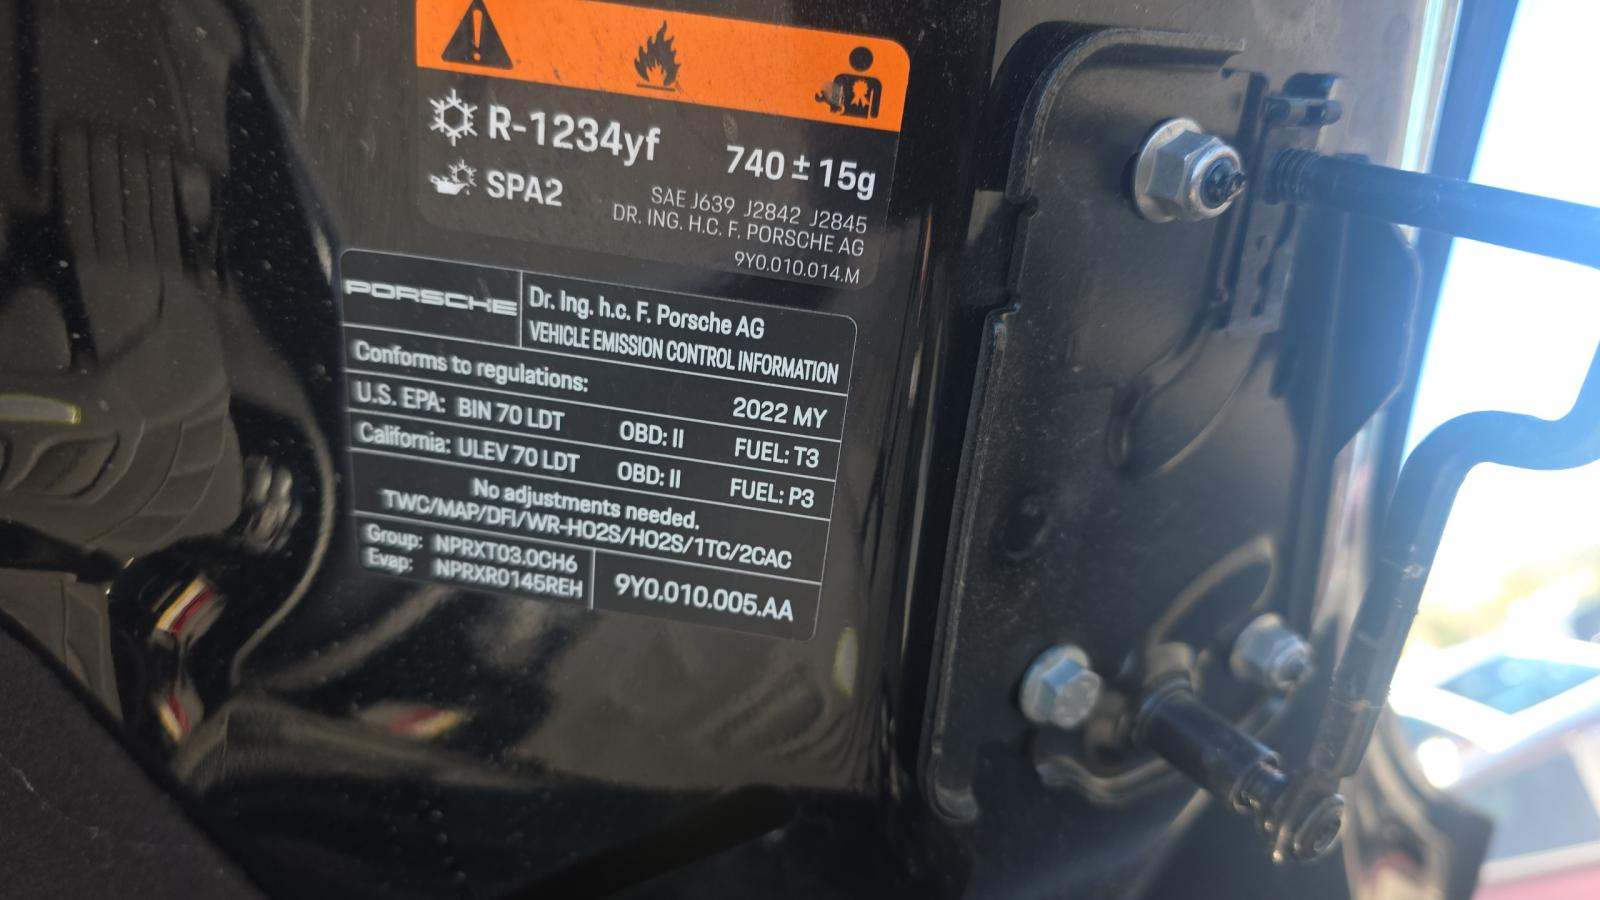 R-1234yf 740 ± 15g
SPA2
SAE J639 J2842 J2845
DR. ING. H.C. F. PORSCHE AG
9Y0.010.014.M
PORSCHE
Dr. Ing. h.c. F. Porsche AG
VEHICLE EMISSION CONTROL INFORMATION
Conforms to regulations: 2022 MY
U.S. EPA: BIN 70 LDT OBD: II FUEL: T3
California: ULEV 70 LDT OBD: II FUEL: P3
No adjustments needed.
TWC/MAP/DFI/WR-HO2S/HO2S/1TC/2CAC
Group: NPRXT03.0CH6
Evap: NPRXR0145REH
9Y0.010.005.AA